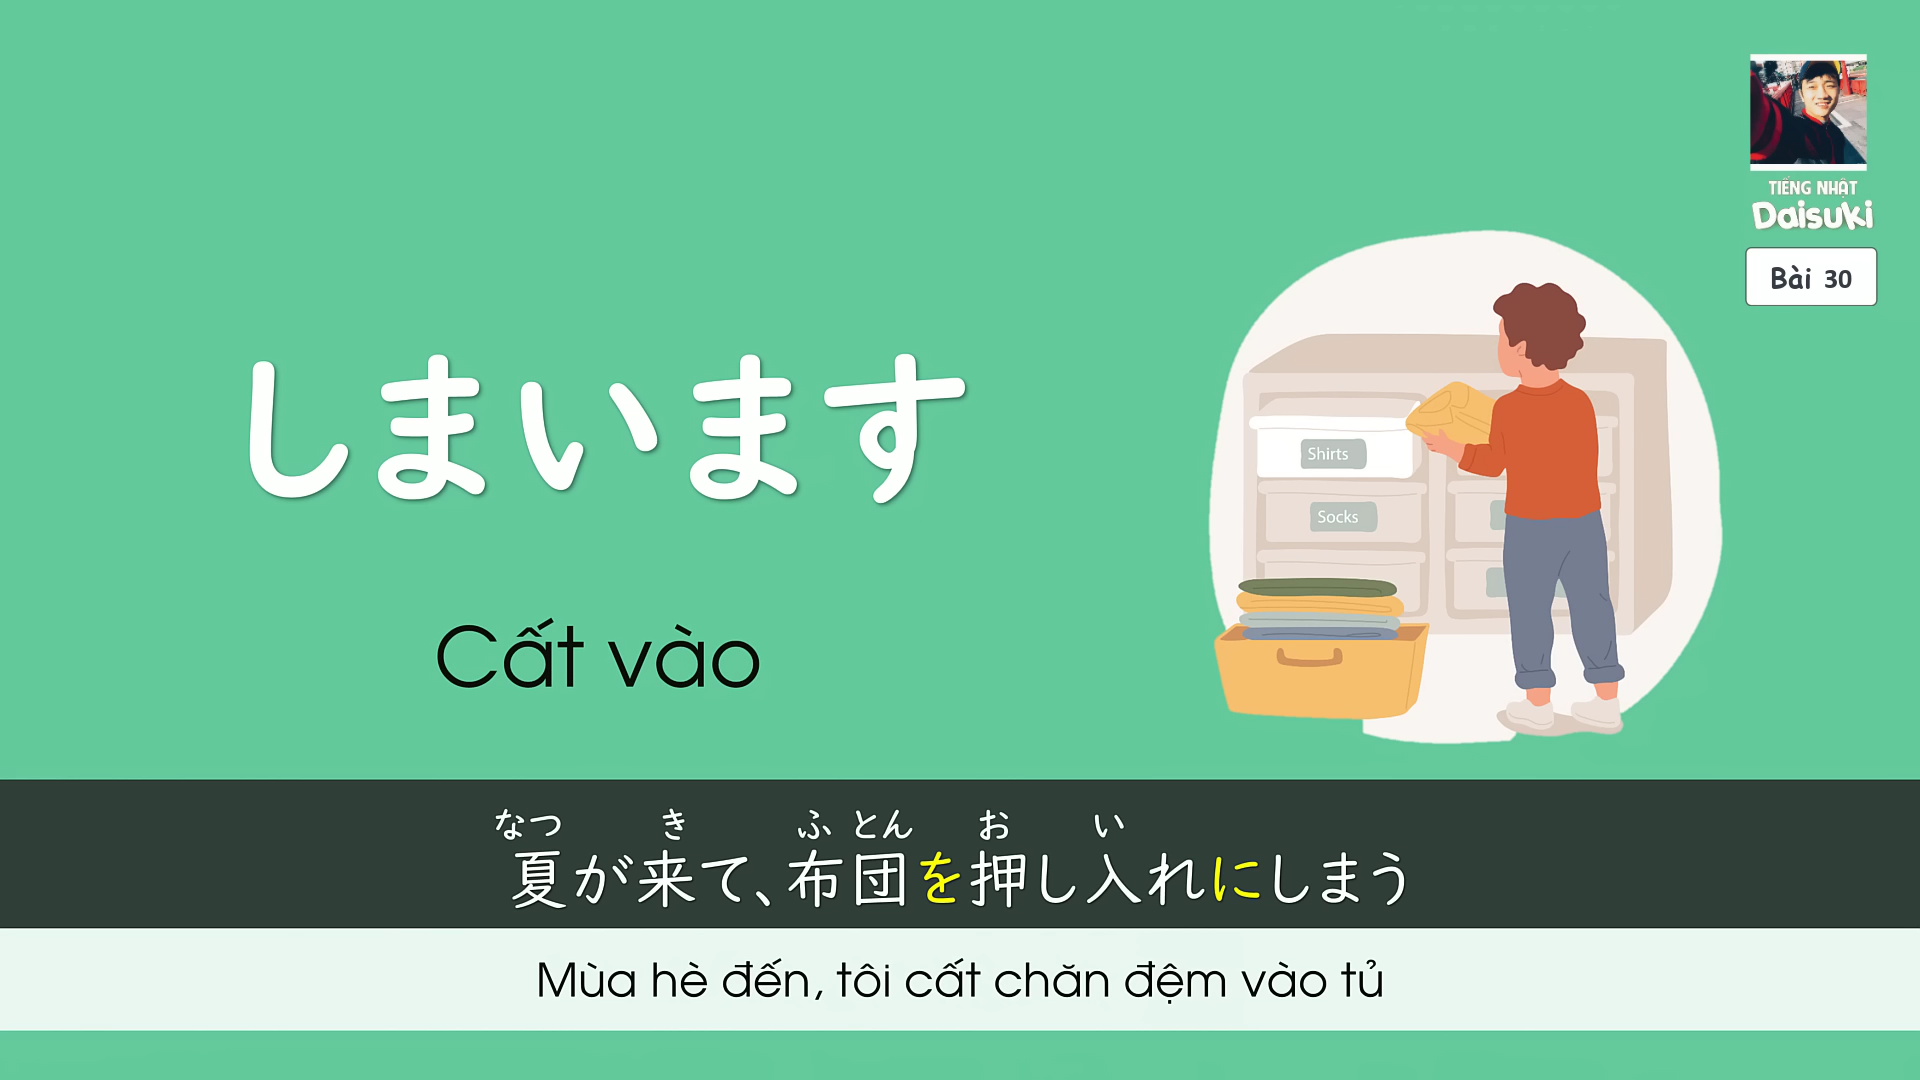 TIẾNG NHẬT
Daisuki
Bài 30
しまいます
Shirts
Socks
Cất vào
なつ き ふ とん お い
夏が来て、布団を押し入れにしまう
Mùa hè đến, tôi cất chăn đệm vào tủ